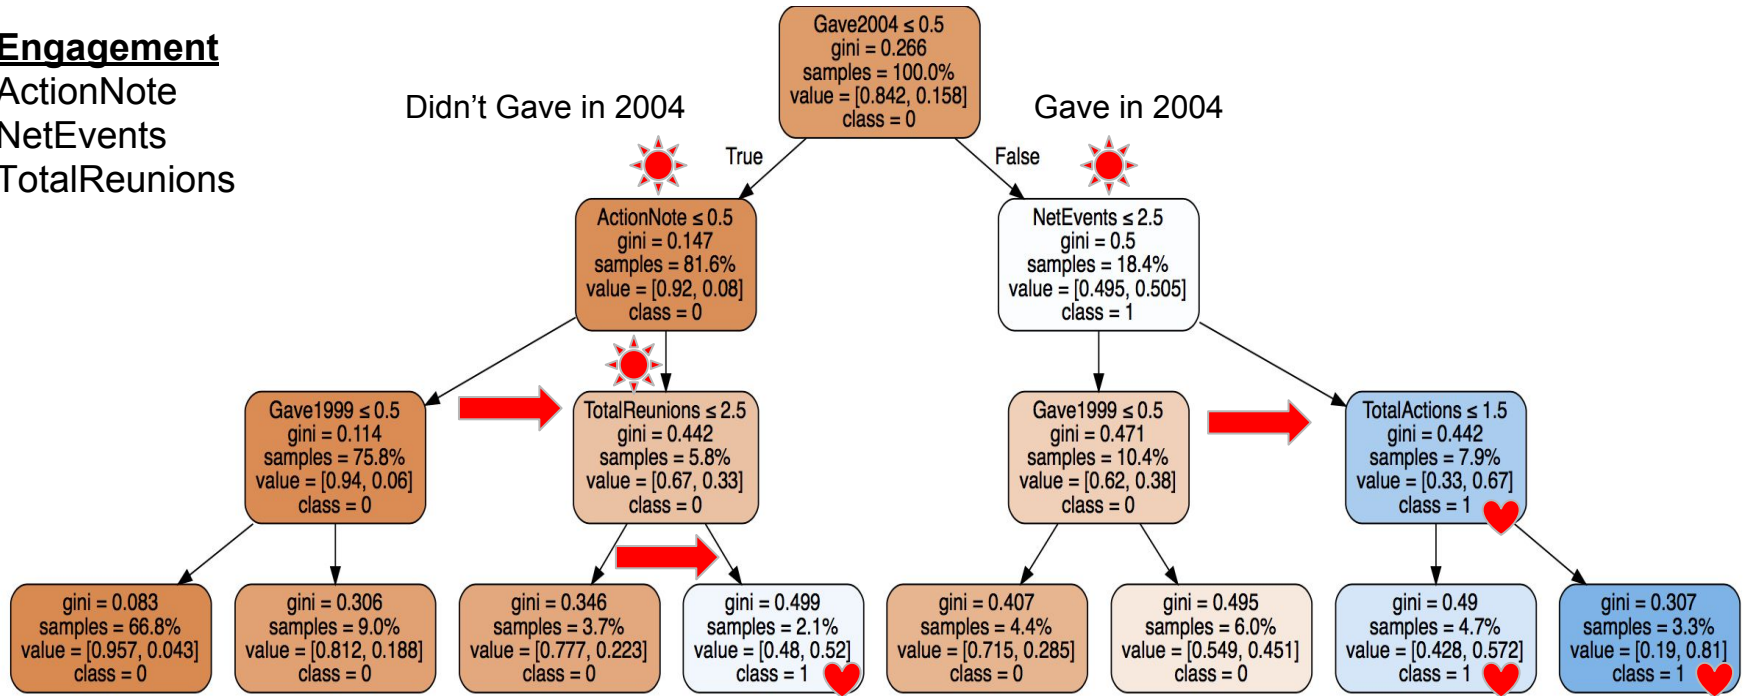 Engagement
ActionNote
NetEvents
TotalReunions
Didn't Gave in 2004
Gave in 2004
Gave2004 ≤ 0.5
gini = 0.266
samples = 100.0%
value = [0.842, 0.158]
class = 0
True
False
ActionNote ≤ 0.5
gini = 0.147
samples = 81.6%
value = [0.92, 0.08]
class = 0
NetEvents ≤ 2.5
gini = 0.5
samples = 18.4%
value = [0.495, 0.505]
class = 1
Gave1999 ≤ 0.5
gini = 0.114
samples = 75.8%
value = [0.94, 0.06]
class = 0
TotalReunions ≤ 2.5
gini = 0.442
samples = 5.8%
value = [0.67, 0.33]
class = 0
Gave1999 ≤ 0.5
gini = 0.471
samples = 10.4%
value = [0.62, 0.38]
class = 0
TotalActions ≤ 1.5
gini = 0.442
samples = 7.9%
value = [0.33, 0.67]
class = 1
gini = 0.083
samples = 66.8%
value = [0.957, 0.043]
class = 0
gini = 0.306
samples = 9.0%
value = [0.812, 0.188]
class = 0
gini = 0.346
samples = 3.7%
value = [0.777, 0.223]
class = 0
gini = 0.499
samples = 2.1%
value = [0.48, 0.52]
class = 1
gini = 0.407
samples = 4.4%
value = [0.715, 0.285]
class = 0
gini = 0.495
samples = 6.0%
value = [0.549, 0.451]
class = 0
gini = 0.49
samples = 4.7%
value = [0.428, 0.572]
class = 1
gini = 0.307
samples = 3.3%
value = [0.19, 0.81]
class = 1